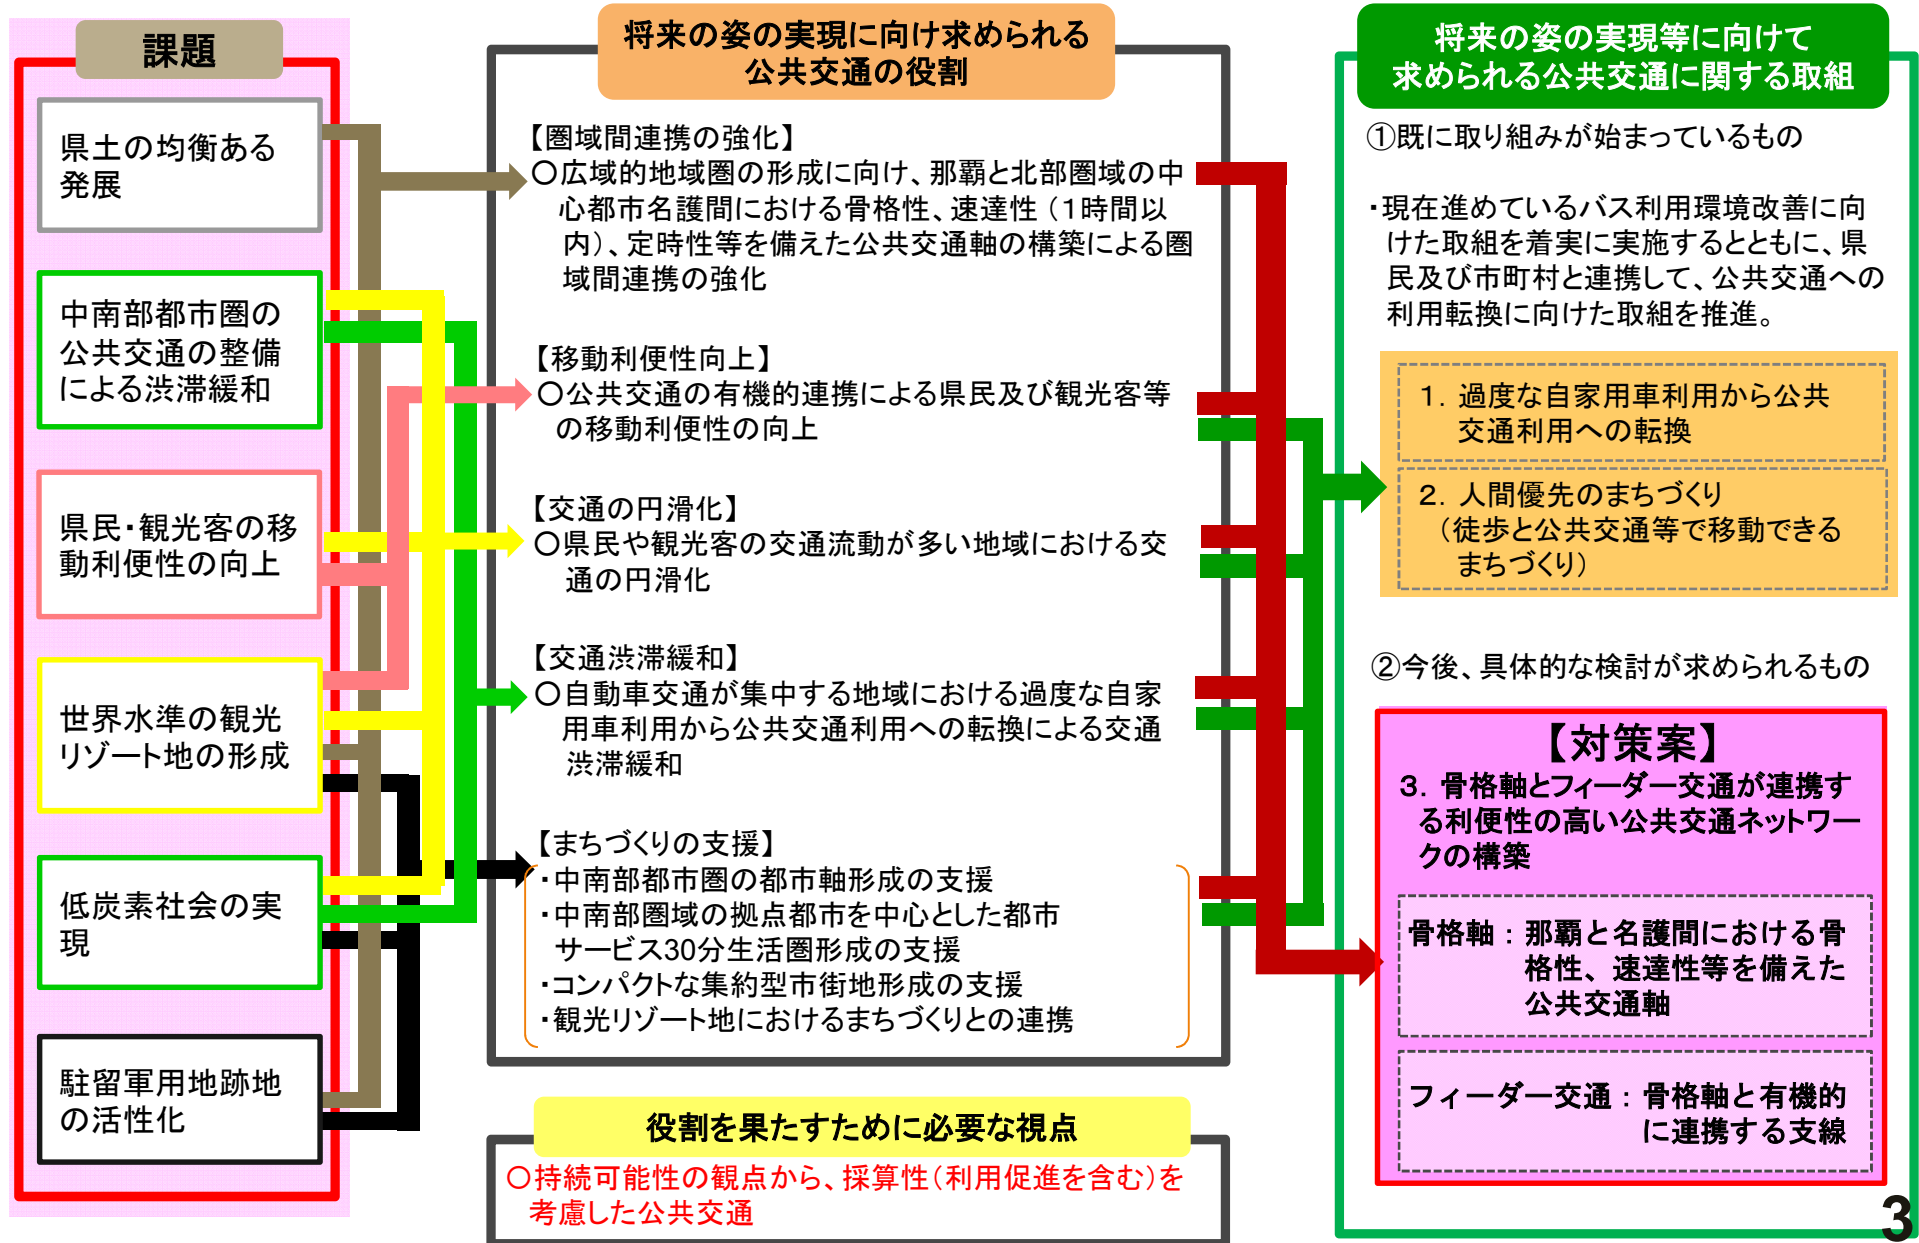 課題
県土の均衡ある
発展
中南部都市圏の
公共交通の整備
による渋滞緩和
県民・観光客の移
動利便性の向上
世界水準の観光
リゾート地の形成
低炭素社会の実
現
駐留軍用地跡地
の活性化
将来の姿の実現に向け求められる
公共交通の役割
【圏域間連携の強化】
○広域的地域圏の形成に向け、那覇と北部圏域の中
心都市名護間における骨格性、速達性（1時間以
内）、定時性等を備えた公共交通軸の構築による圏
域間連携の強化
【移動利便性向上】
○公共交通の有機的連携による県民及び観光客等
の移動利便性の向上
【交通の円滑化】
○県民や観光客の交通流動が多い地域における交
通の円滑化
【交通渋滞緩和】
○自動車交通が集中する地域における過度な自家
用車利用から公共交通利用への転換による交通
渋滞緩和
【まちづくりの支援】
・中南部都市圏の都市軸形成の支援
・中南部圏域の拠点都市を中心とした都市
サービス30分生活圏形成の支援
・コンパクトな集約型市街地形成の支援
・観光リゾート地におけるまちづくりとの連携
役割を果たすために必要な視点
○持続可能性の観点から、採算性（利用促進を含む）を
考慮した公共交通
将来の姿の実現等に向けて
求められる公共交通に関する取組
①既に取り組みが始まっているもの
・現在進めているバス利用環境改善に向
けた取組を着実に実施するとともに、県
民及び市町村と連携して、公共交通への
利用転換に向けた取組を推進。
1．過度な自家用車利用から公共
交通利用への転換
2．人間優先のまちづくり
（徒歩と公共交通等で移動できる
まちづくり）
②今後、具体的な検討が求められるもの
【対策案】
3．骨格軸とフィーダー交通が連携す
る利便性の高い公共交通ネットワー
クの構築
骨格軸：那覇と名護間における骨
格性、速達性等を備えた
公共交通軸
フィーダー交通：骨格軸と有機的
に連携する支線
3